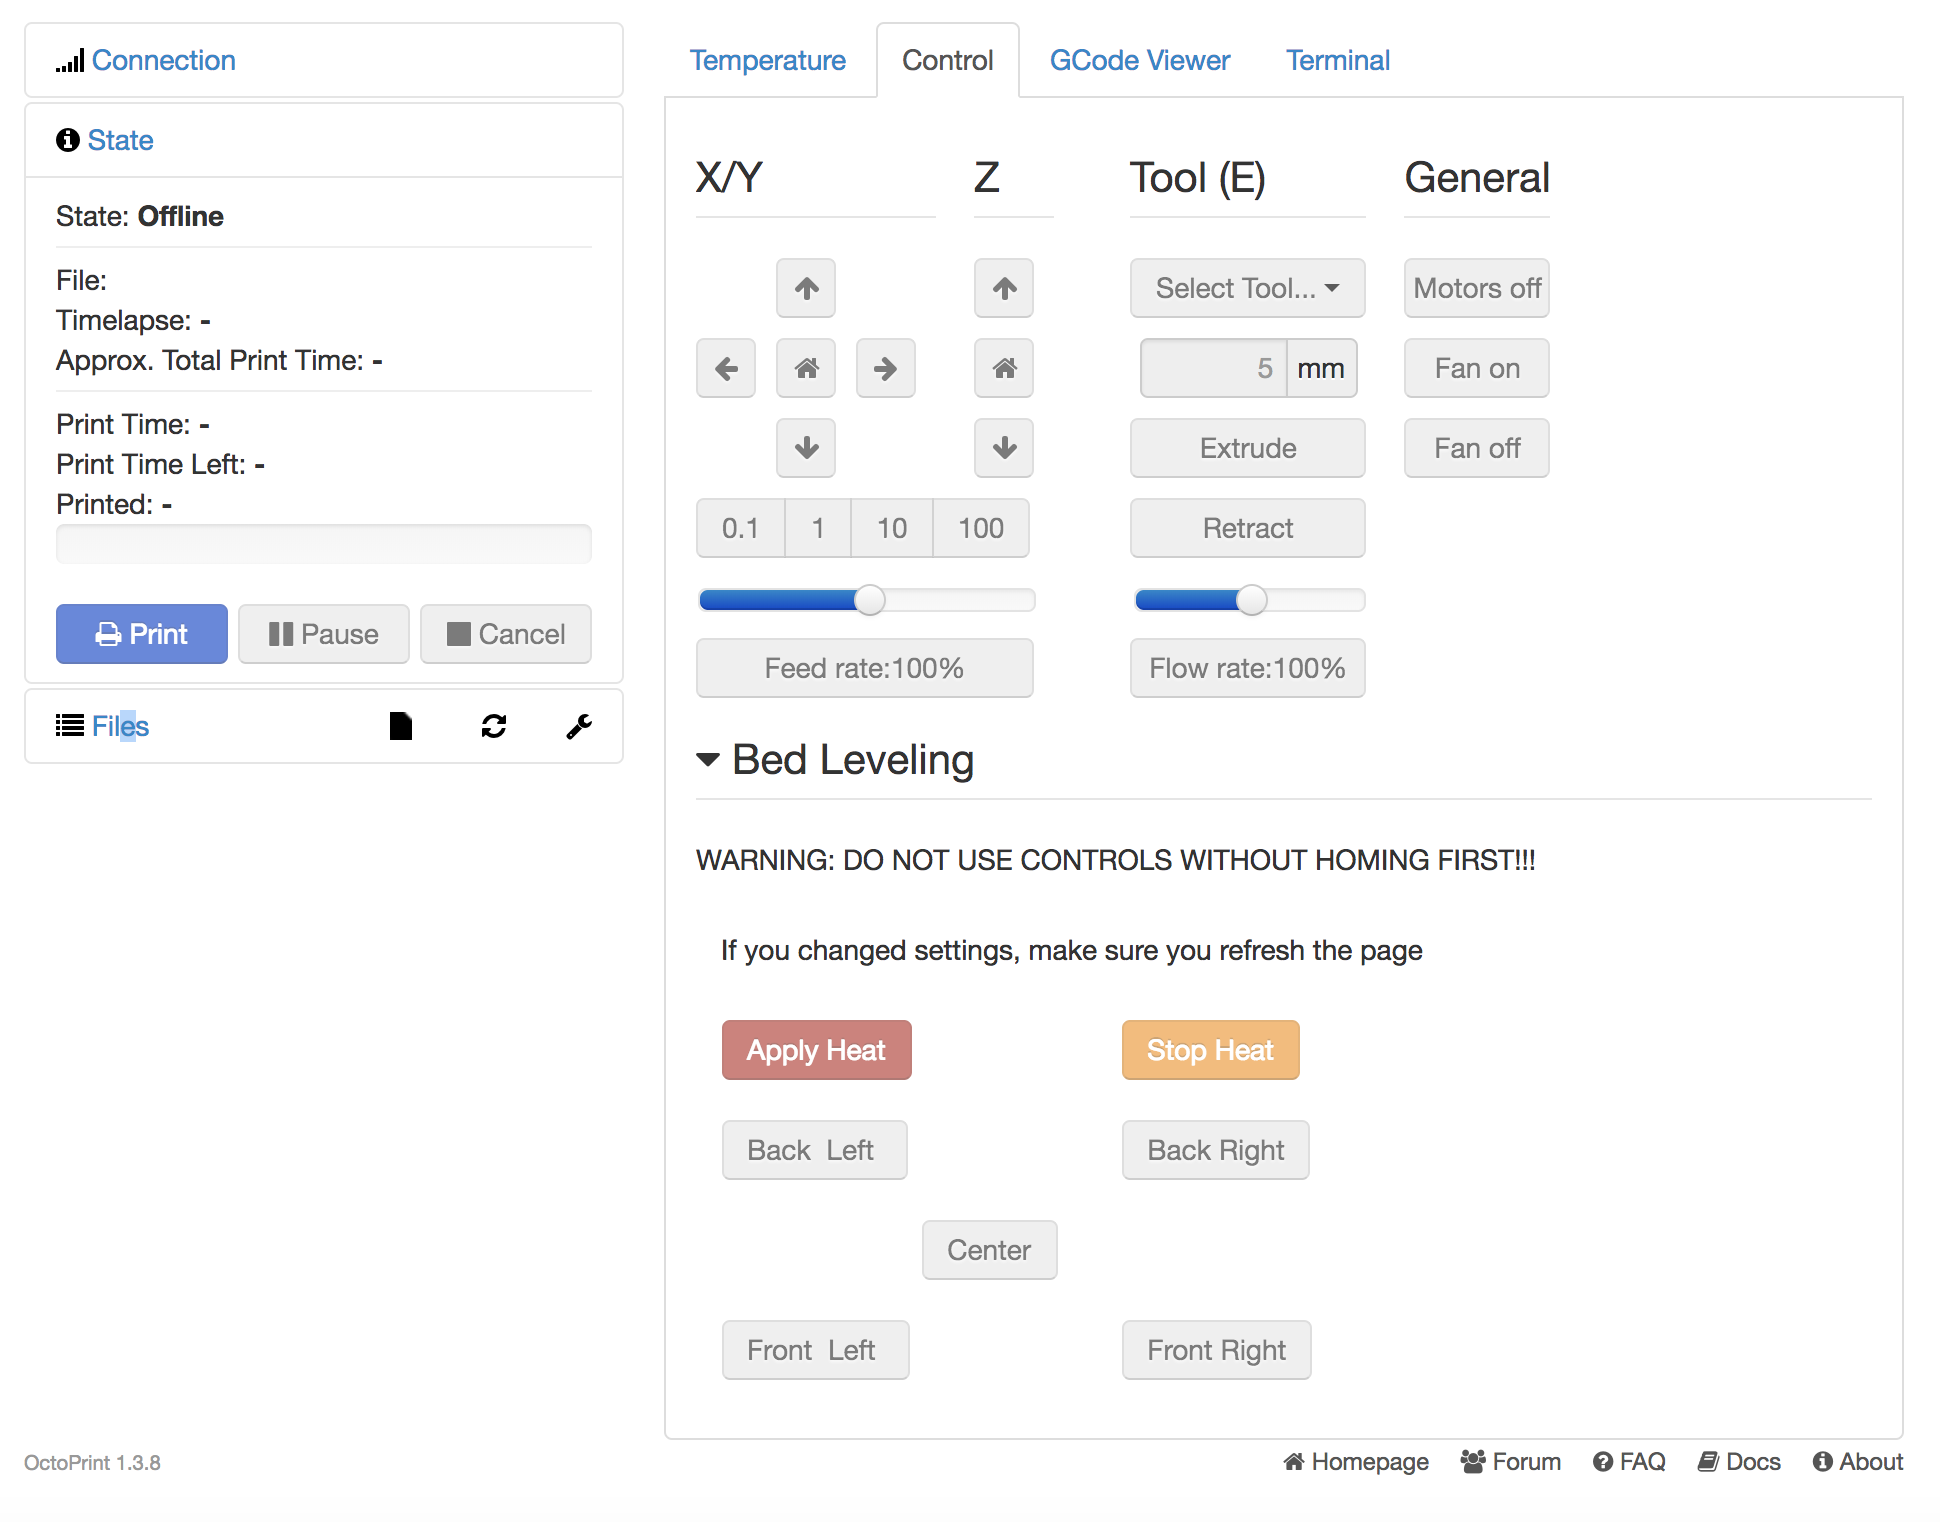 Connection
State
State: Offline
File:
Timelapse: -
Approx. Total Print Time: -
Print Time: -
Print Time Left: -
Printed: -
Print Pause Cancel
Files
Temperature Control GCode Viewer Terminal
X/Y Z Tool (E) General
Select Tool... Motors off
5 mm Fan on
Extrude Fan off
0.1 1 10 100 Retract
Feed rate:100% Flow rate:100%
Bed Leveling
WARNING: DO NOT USE CONTROLS WITHOUT HOMING FIRST!!!
If you changed settings, make sure you refresh the page
Apply Heat Stop Heat
Back Left Back Right
Center
Front Left Front Right
OctoPrint 1.3.8 Homepage Forum FAQ Docs About